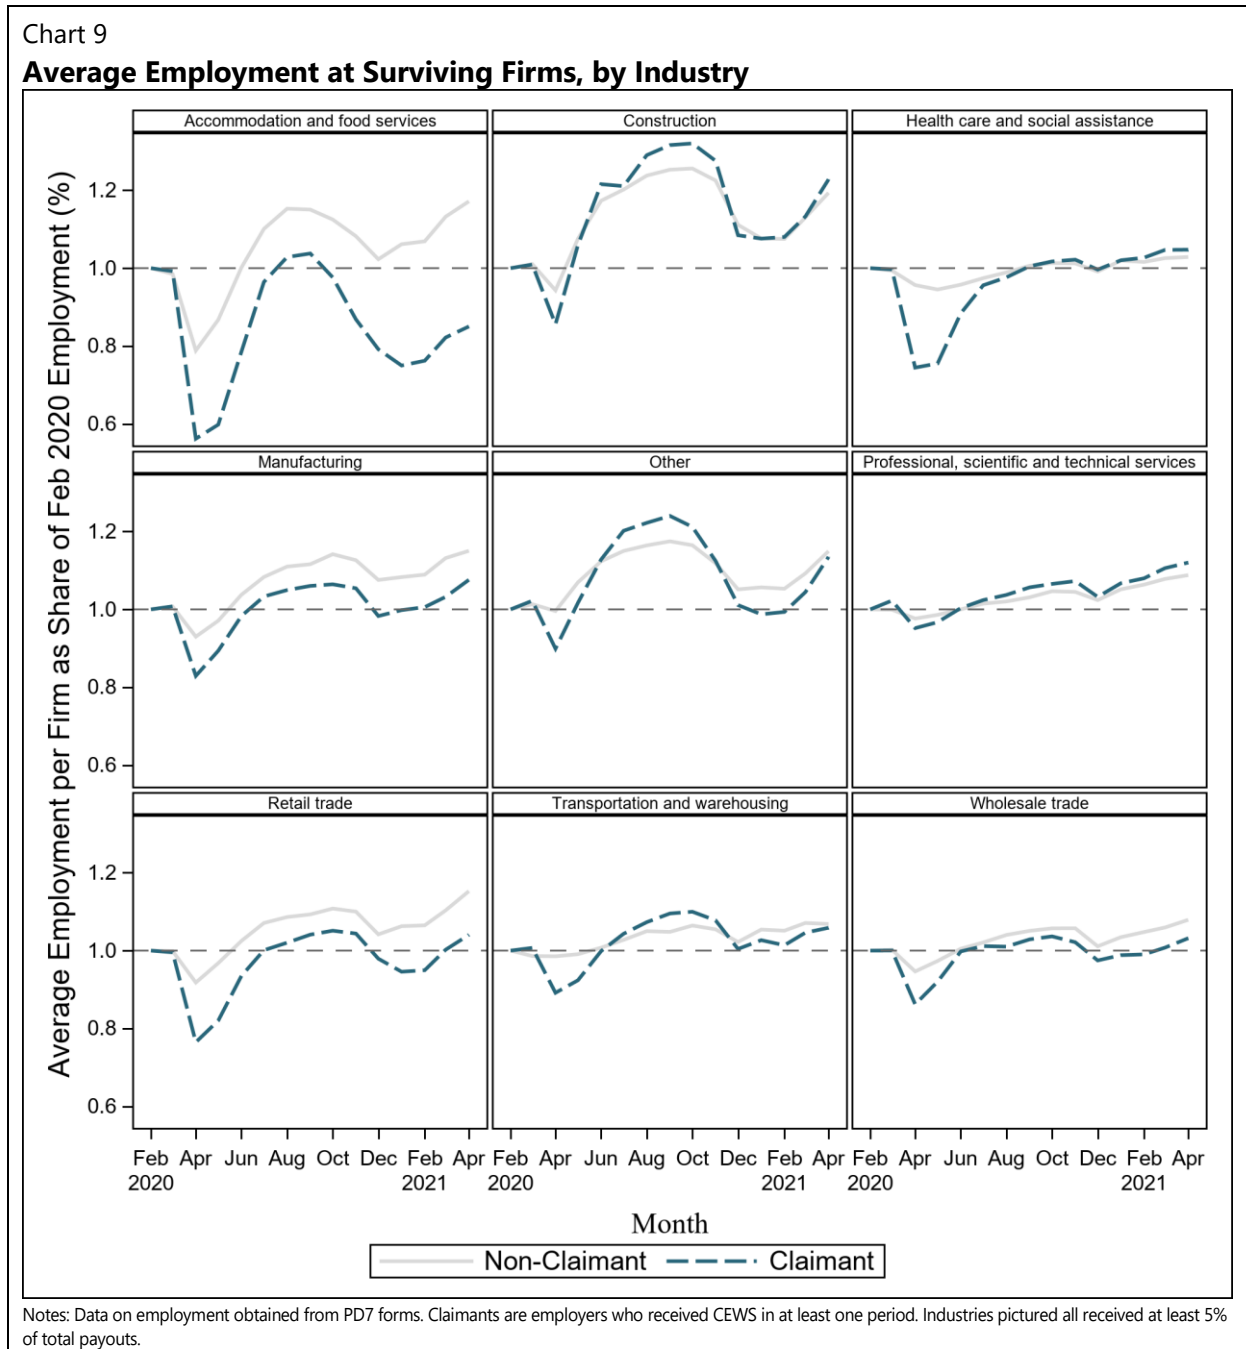 Chart 9
Average Employment at Surviving Firms, by Industry
Average Employment per Firm as Share of Feb 2020 Employment (%)
Accommodation and food services
Construction
Health care and social assistance
1.2
1.0
0.8
0.6
Manufacturing
Other
Professional, scientific and technical services
1.2
1.0
0.8
0.6
Retail trade
Transportation and warehousing
Wholesale trade
1.2
1.0
0.8
0.6
Feb Apr Jun Aug Oct Dec Feb Apr Feb Apr Jun Aug Oct Dec Feb Apr Feb Apr Jun Aug Oct Dec Feb Apr
2020 2021 2020 2021 2020 2021
Month
Non-Claimant Claimant
Notes: Data on employment obtained from PD7 forms. Claimants are employers who received CEWS in at least one period. Industries pictured all received at least 5%
of total payouts.